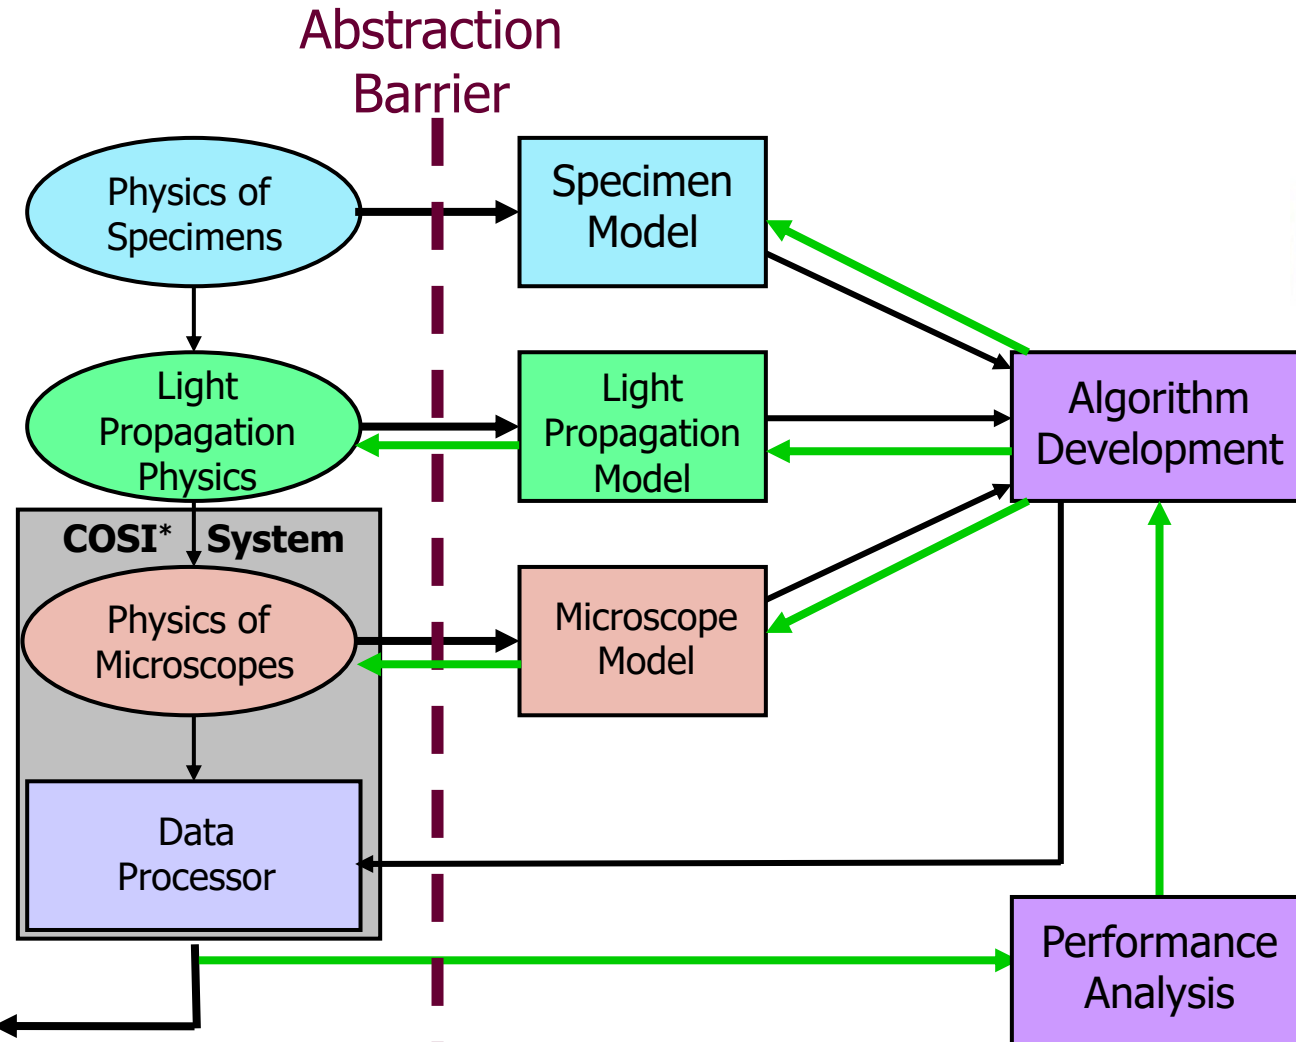 Abstraction
Barrier
Physics of
Specimens
Specimen
Model
Light
Propagation
Physics
Light
Propagation
Model
Algorithm
Development
COSI* System
Physics of
Microscopes
Microscope
Model
Data
Processor
Performance
Analysis